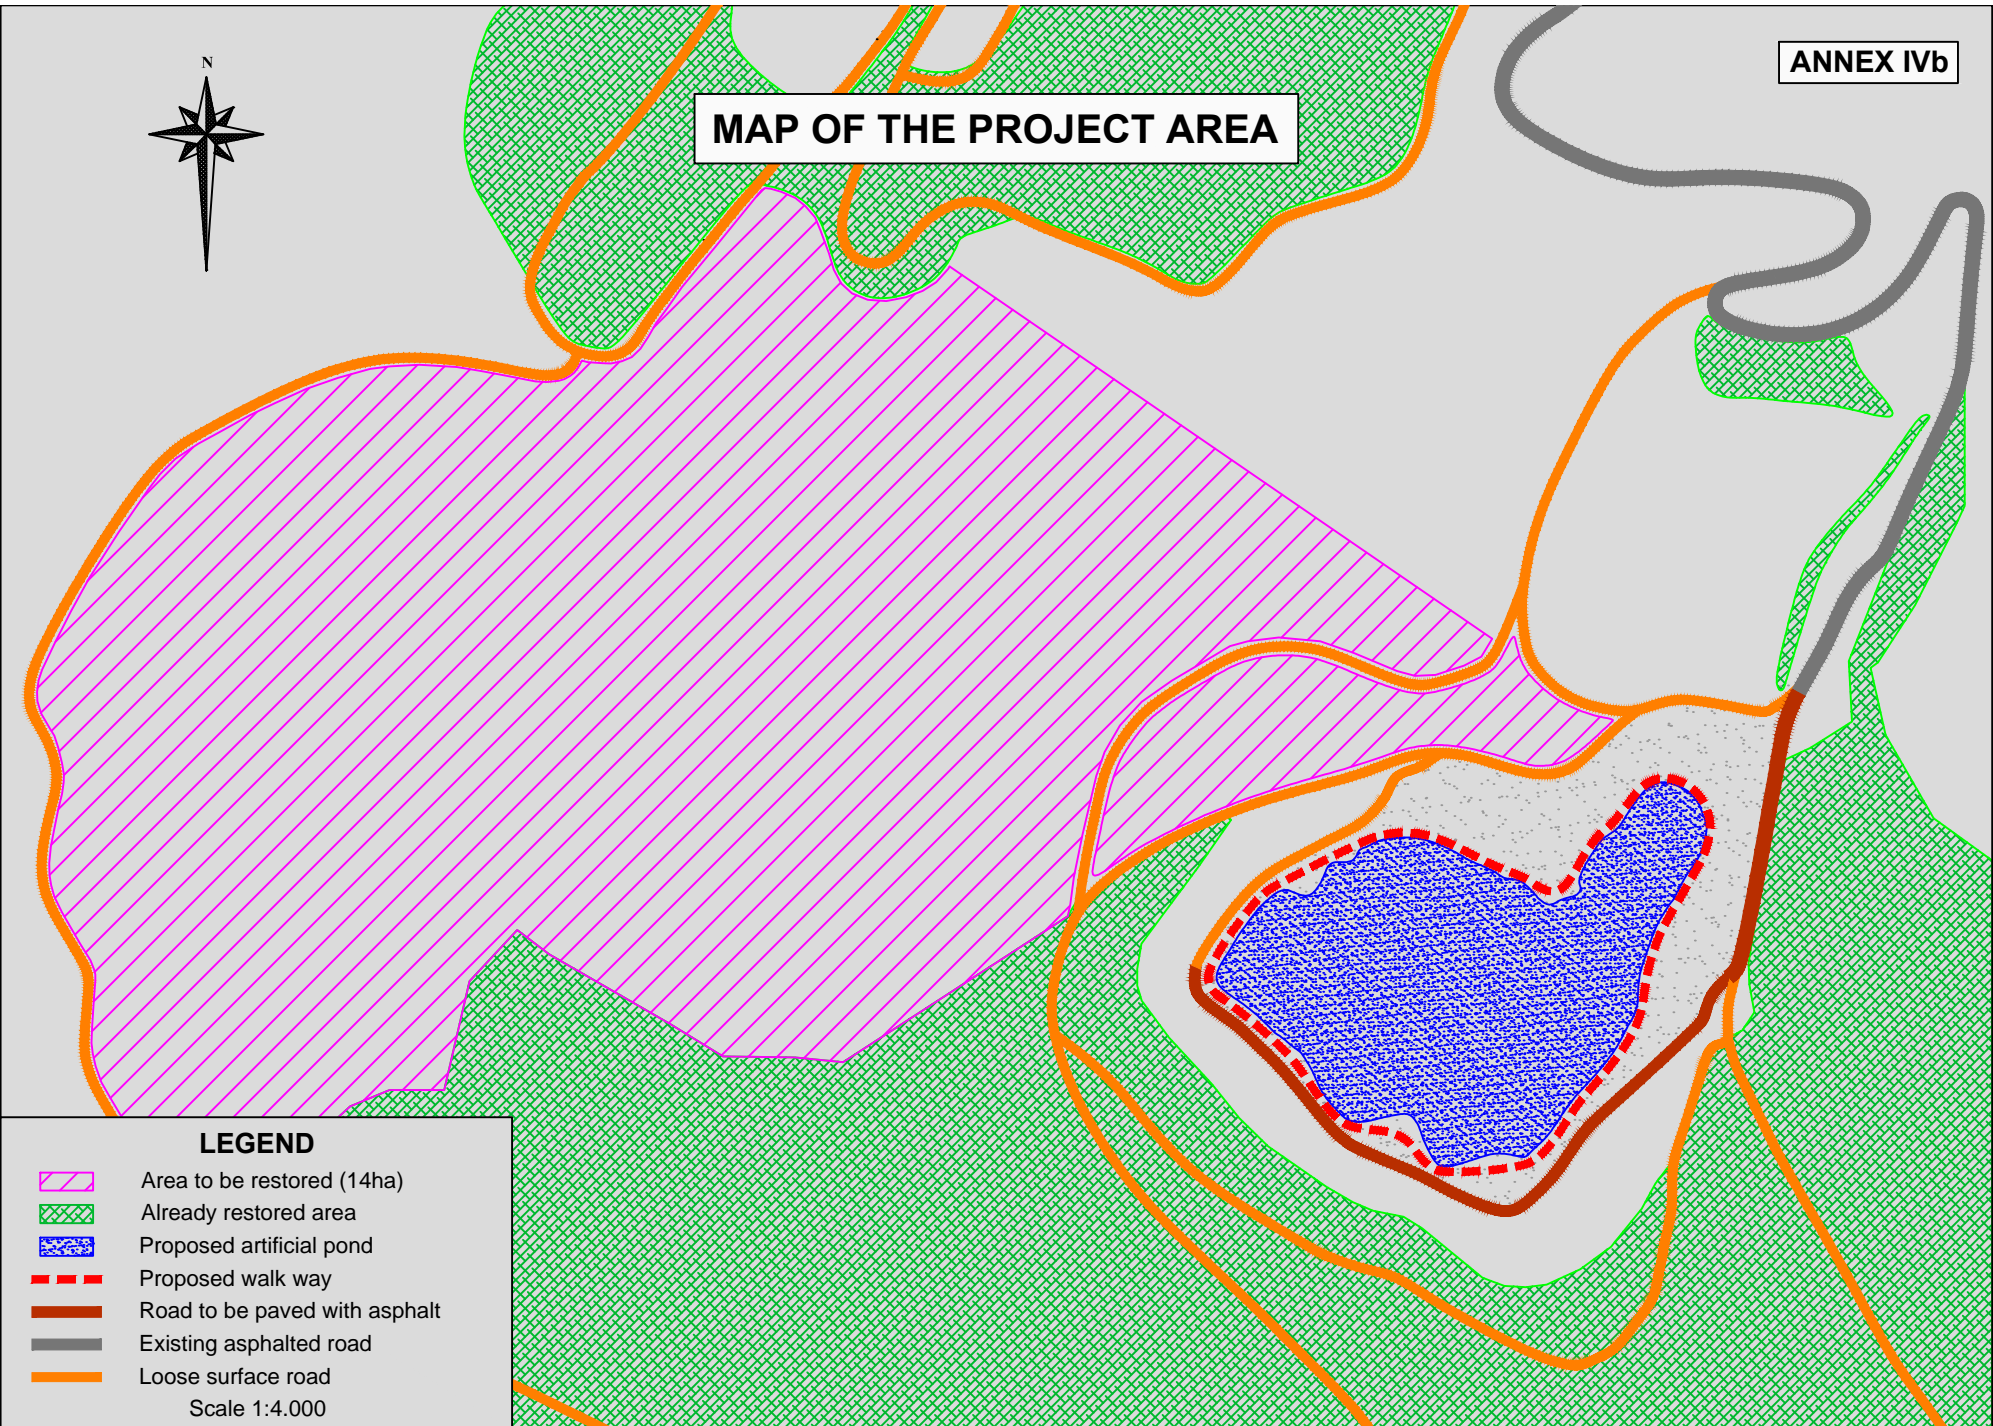 N
ANNEX IVb
MAP OF THE PROJECT AREA
LEGEND
Area to be restored (14ha)
Already restored area
Proposed artificial pond
Proposed walk way
Road to be paved with asphalt
Existing asphalted road
Loose surface road
Scale 1:4.000